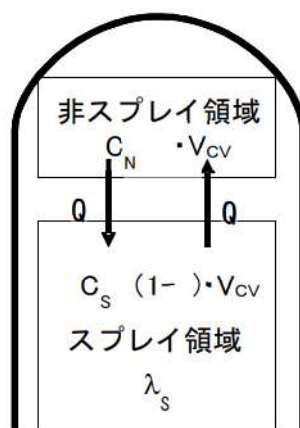 非スプレイ領域
C_N ・V_CV
Q Q
C_S (1- )・V_CV
スプレイ領域
λ_S